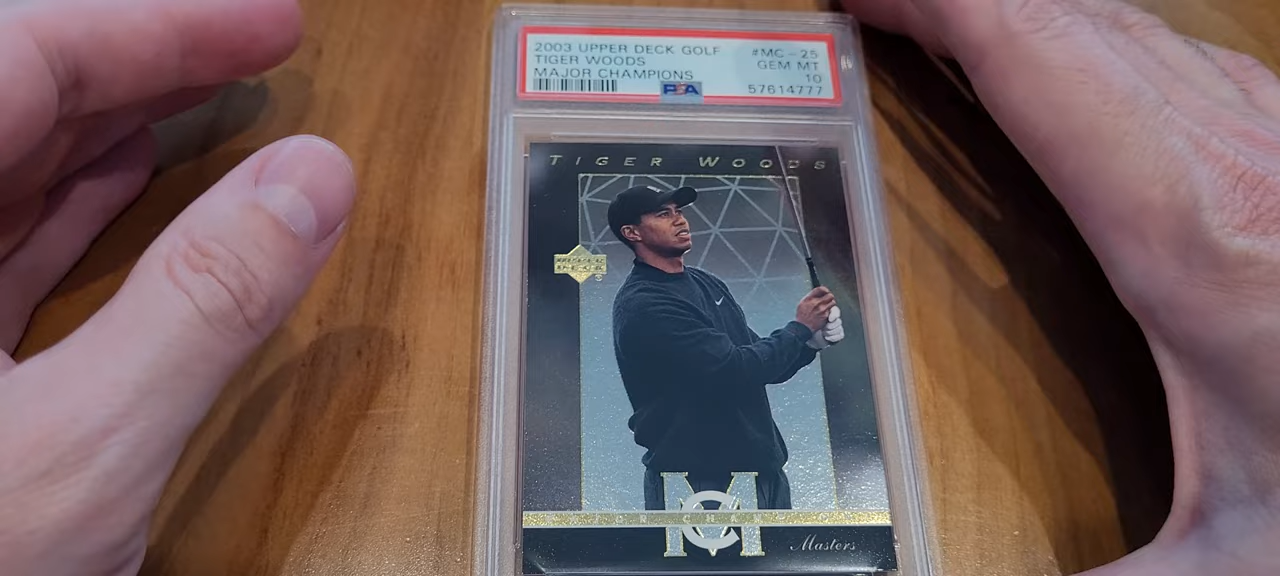 2003 UPPER DECK GOLF #MC-25
TIGER WOODS GEM MT
MAJOR CHAMPIONS 10
PSA 57614777
TIGER WOODS
UPPER DECK
MC
Masters